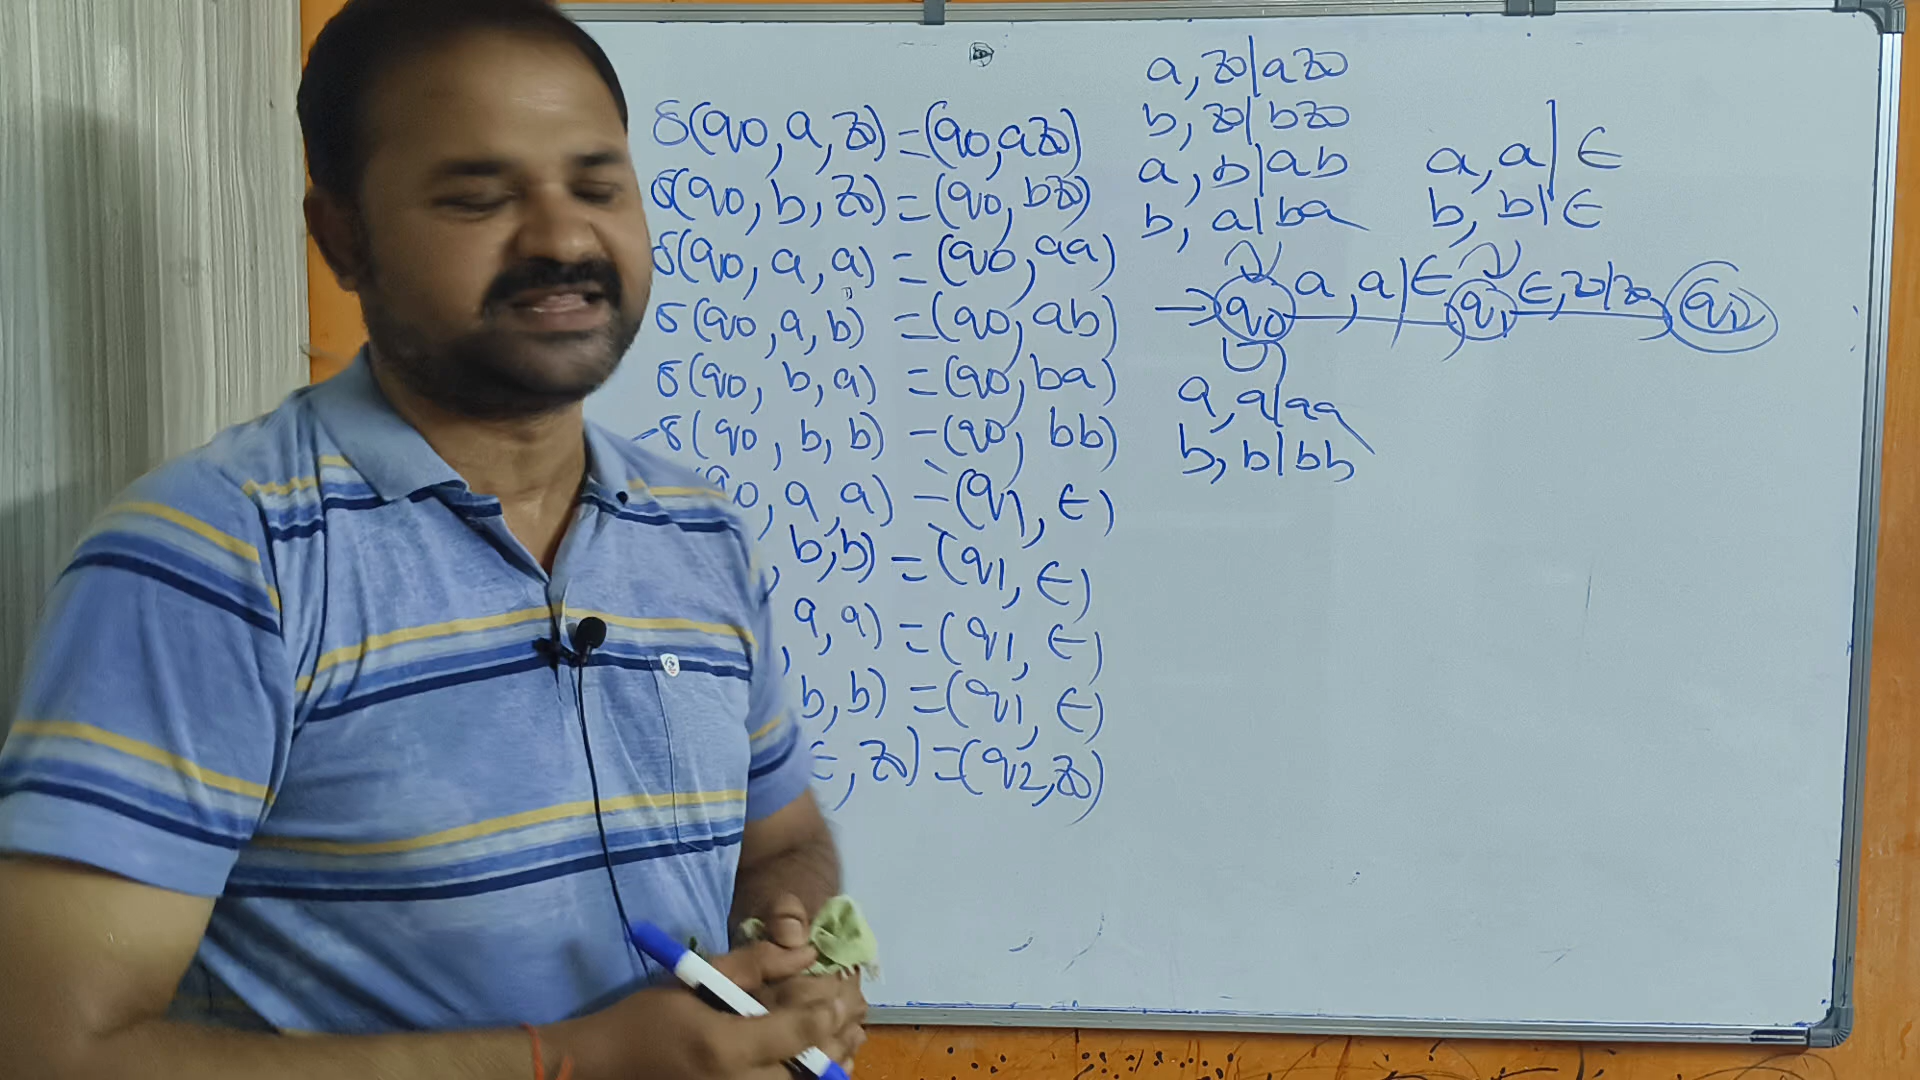 δ(q0, a, z0) = (q0, az0)
δ(q0, b, z0) = (q0, bz0)
δ(q0, a, a) = (q0, aa)
δ(q0, a, b) = (q0, ab)
δ(q0, b, a) = (q0, ba)
δ(q0, b, b) = (q0, bb)
q0, a, a) = (q1, ∈)
, b, b) = (q1, ∈)
, a, a) = (q1, ∈)
b, b) = (q1, ∈)
∈, z0) = (q2, z0)
a, z0|az0
b, z0|bz0
a, b|ab
b, a|ba
a, a|∈
b, b|∈
q0 a, a|∈ q1 ∈, z0|z0 q2
a, a|aa
b, b|bb